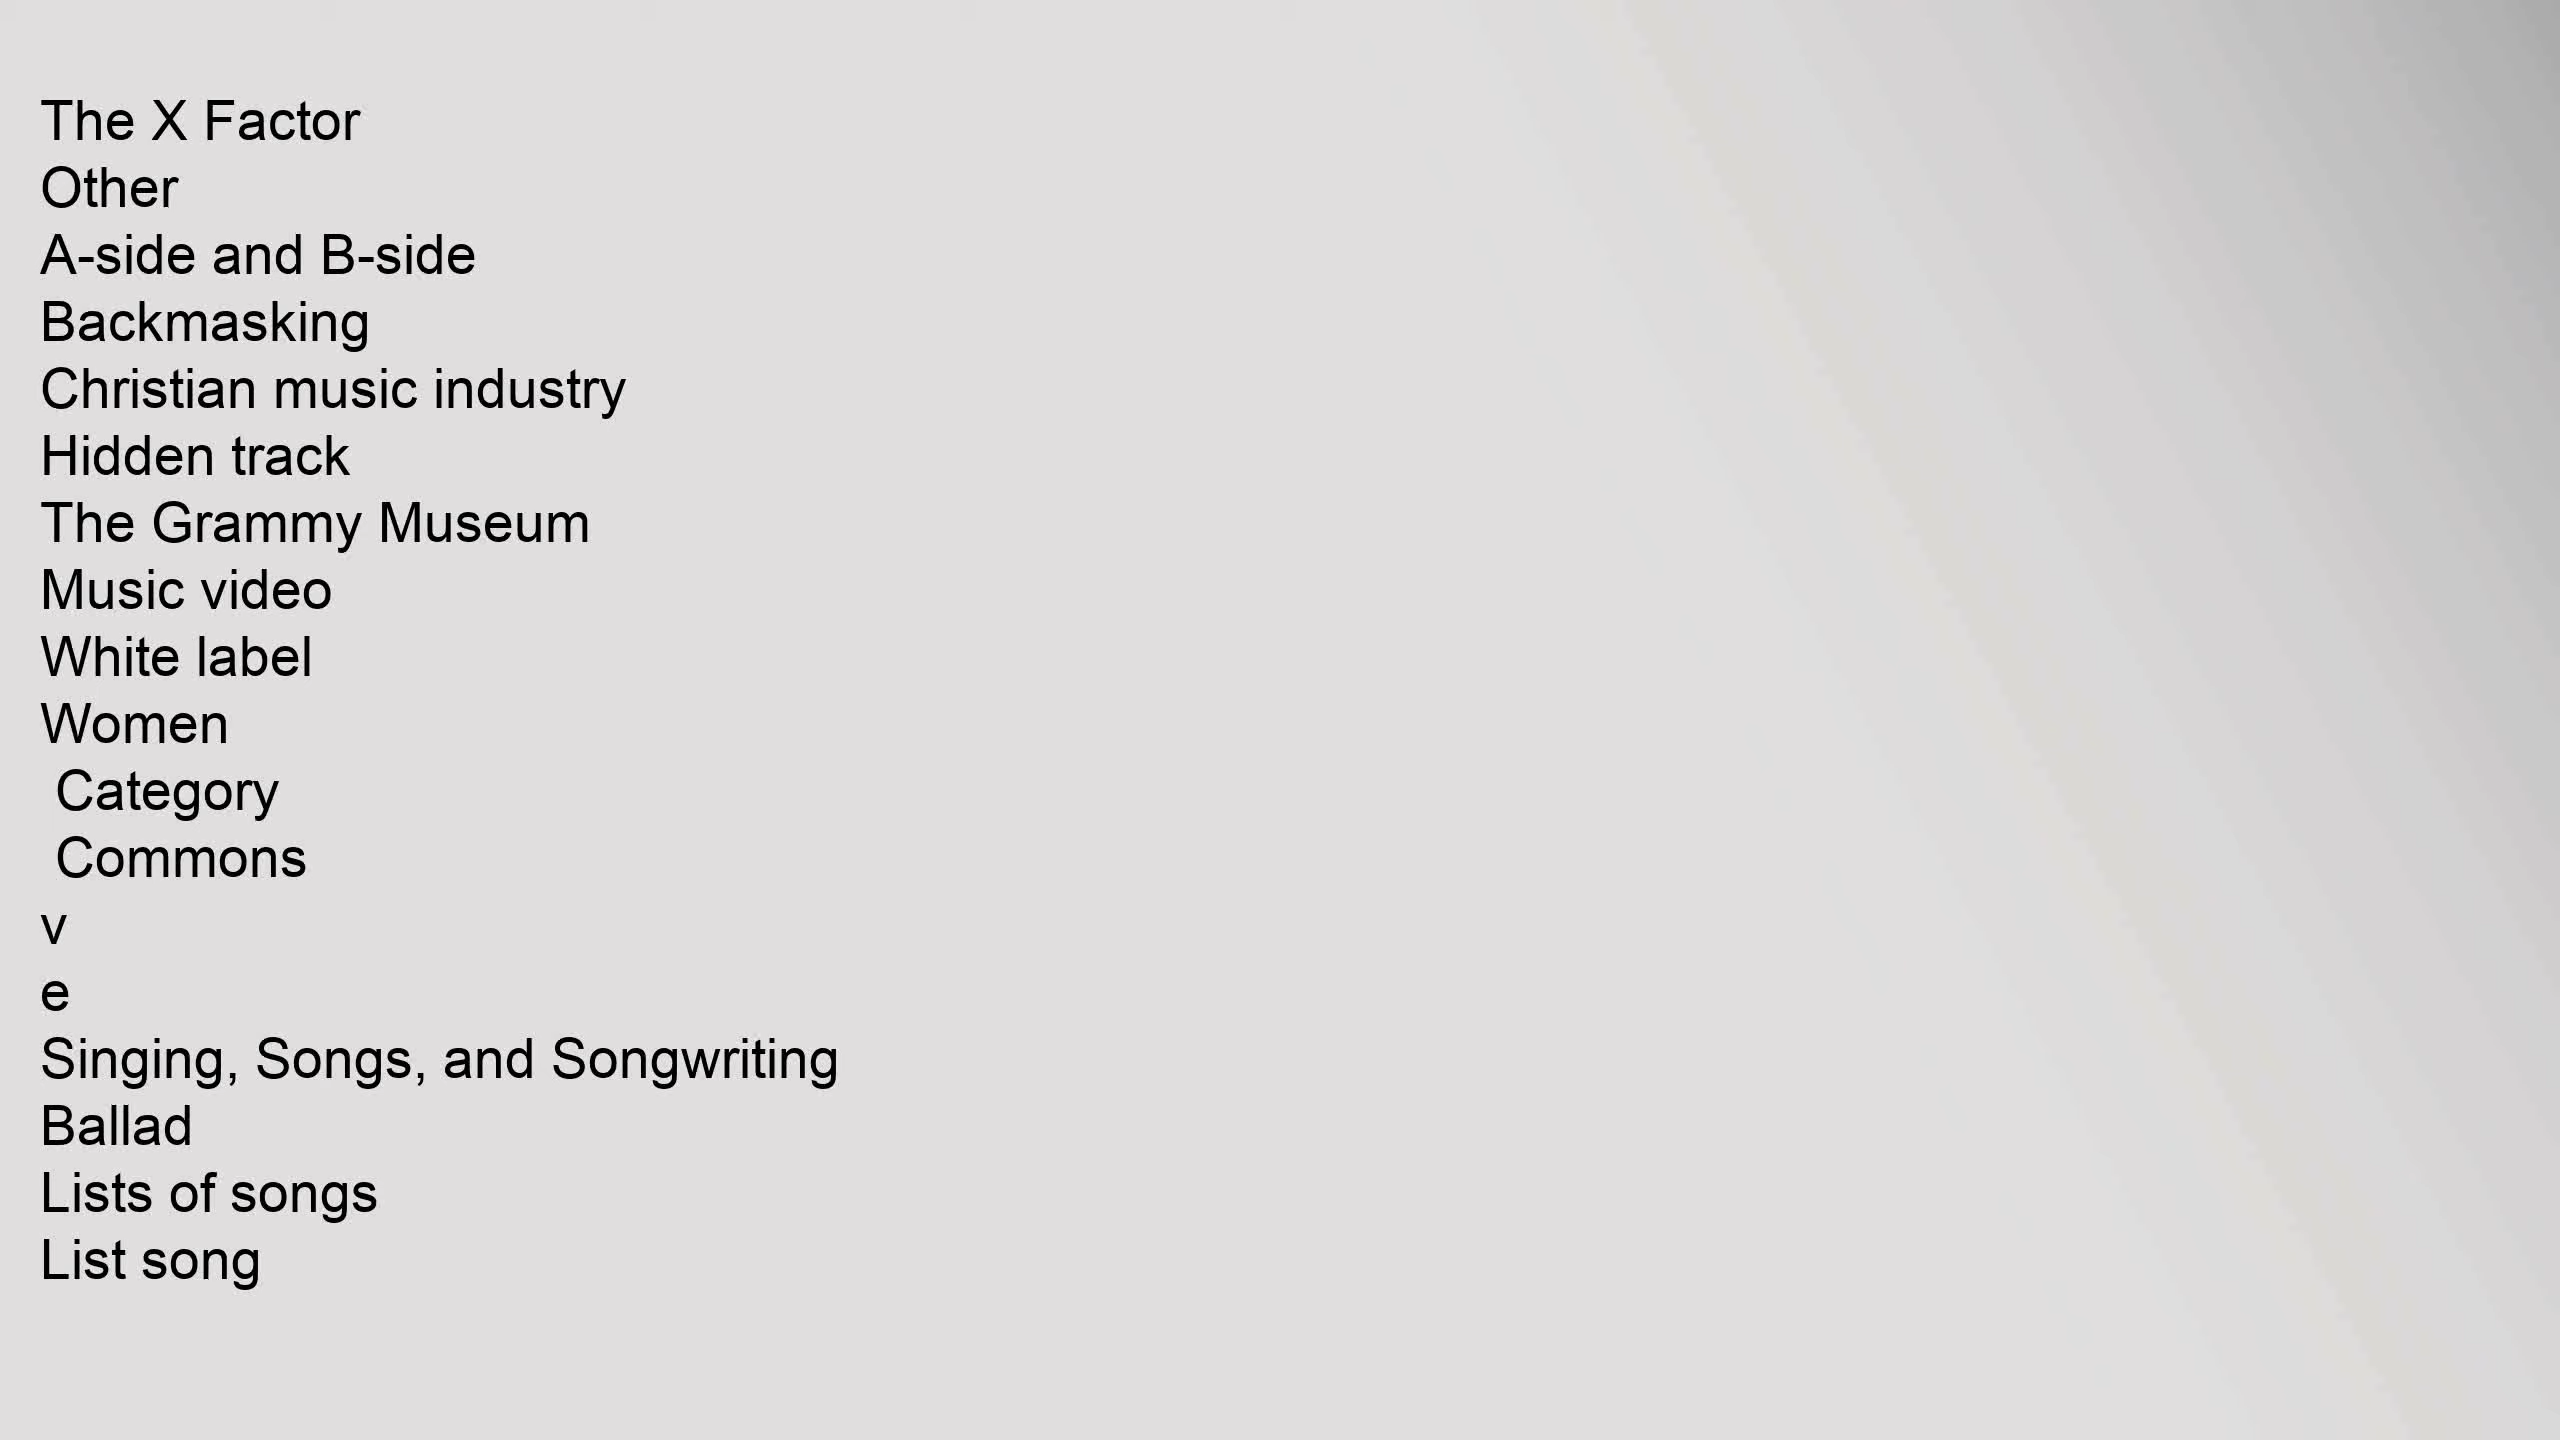 The X Factor
Other
A-side and B-side
Backmasking
Christian music industry
Hidden track
The Grammy Museum
Music video
White label
Women
Category
Commons
v
e
Singing, Songs, and Songwriting
Ballad
Lists of songs
List song